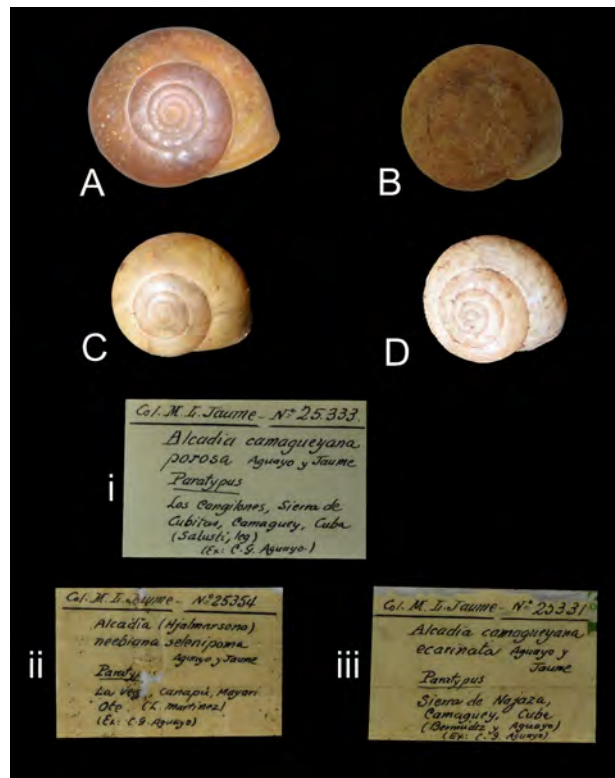 A
B
C
D
i
Col. M. L. Jaume - Nº 25.333.
Alcadia camagueyana
porosa Aguayo y Jaume
Paratypus
Los Cangilones, Sierra de
Cubitas, Camaguey, Cuba
(Salusti, leg)
(Ex: C.G. Aguayo.)
ii
Col. M. L. Jaume - Nº 25354
Alcadia (Hjalmarsona)
neebiana selenipoma
Aguayo y Jaume
Paraty
La Canapú, Mayari
Ote. (L. Martinez)
(Ex: C.G. Aguayo)
iii
Col. M. L. Jaume - Nº 25331
Alcadia camagueyana
ecarinata Aguayo y
Jaume
Paratypus
Sierra de Najaza,
Camaguey, Cuba
(Bermudez y Aguayo)
(Ex: C.G. Aguayo)